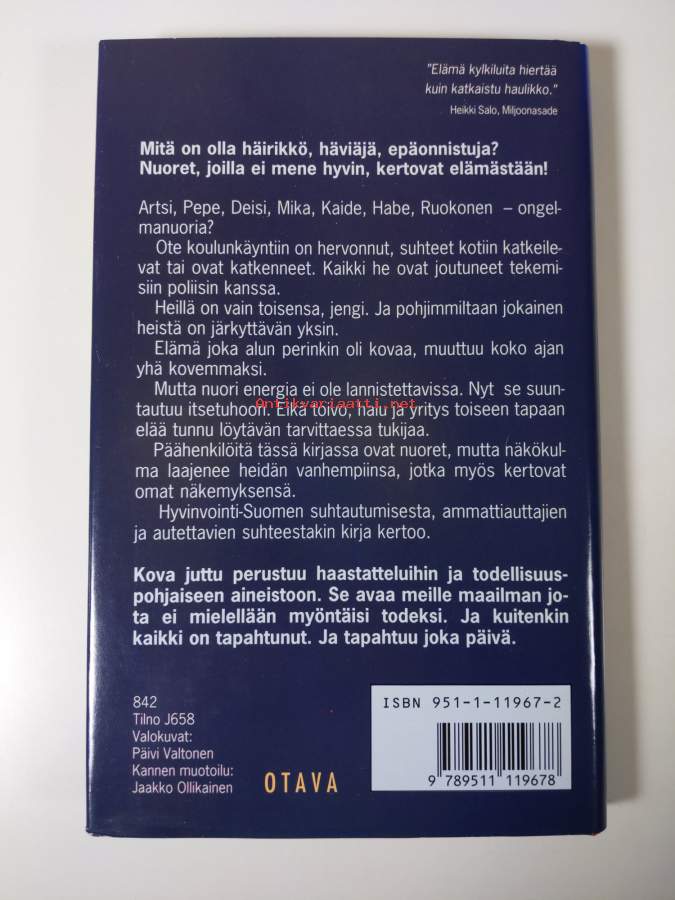 "Elämä kylkiluita hiertää
kuin katkaistu haulikko."
Heikki Salo, Miljoonasade
Mitä on olla häirikkö, häviäjä, epäonnistuja?
Nuoret, joilla ei mene hyvin, kertovat elämästään!
Artsi, Pepe, Deisi, Mika, Kaide, Habe, Ruokonen – ongel-
manuoria?
Ote koulunkäyntiin on hervonnut, suhteet kotiin katkeile-
vat tai ovat katkenneet. Kaikki he ovat joutuneet tekemi-
siin poliisin kanssa.
Heillä on vain toisensa, jengi. Ja pohjimmiltaan jokainen
heistä on järkyttävän yksin.
Elämä joka alun perinkin oli kovaa, muuttuu koko ajan
yhä kovemmaksi.
Mutta nuori energia ei ole lannistettavissa. Nyt se suun-
tautuu itsetuhoon. Eikä toivo, halu ja yritys toiseen tapaan
Antikvariaatti.net
elää tunnu löytävän tarvittaessa tukijaa.
Päähenkilöitä tässä kirjassa ovat nuoret, mutta näkökul-
ma laajenee heidän vanhempiinsa, jotka myös kertovat
omat näkemyksensä.
Hyvinvointi-Suomen suhtautumisesta, ammattiauttajien
ja autettavien suhteestakin kirja kertoo.
Kova juttu perustuu haastatteluihin ja todellisuus-
pohjaiseen aineistoon. Se avaa meille maailman jo-
ta ei mielellään myöntäisi todeksi. Ja kuitenkin
kaikki on tapahtunut. Ja tapahtuu joka päivä.
842
Tilno J658
Valokuvat:
Päivi Valtonen
Kannen muotoilu:
Jaakko Ollikainen
OTAVA
ISBN 951-1-11967-2
9 789511 119678